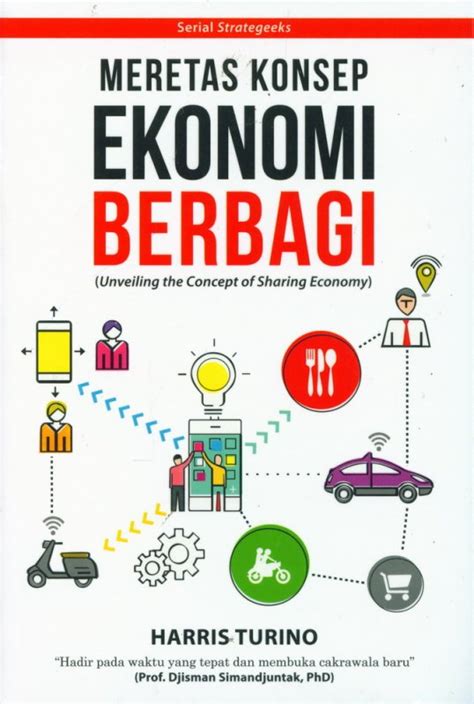 Serial Strategeeks
MERETAS KONSEP
EKONOMI
BERBAGI
(Unveiling the Concept of Sharing Economy)
HARRIS TURINO
“Hadir pada waktu yang tepat dan membuka cakrawala baru”
(Prof. Djisman Simandjuntak, PhD)